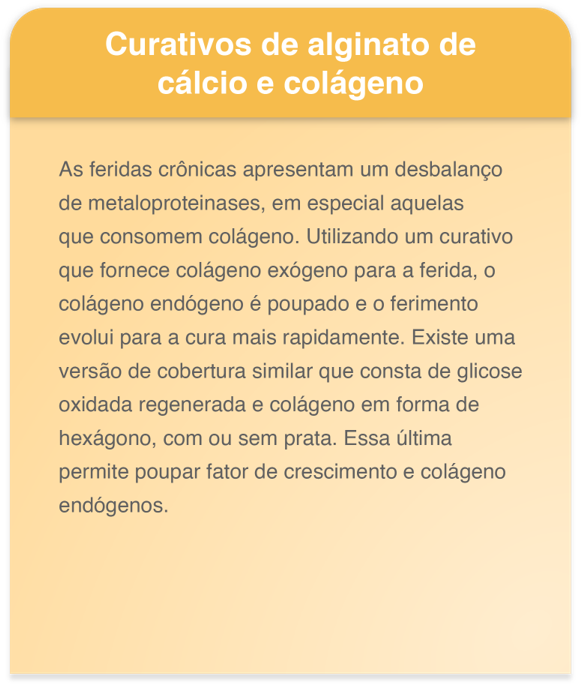 Curativos de alginato de
cálcio e colágeno
As feridas crônicas apresentam um desbalanço
de metaloproteinases, em especial aquelas
que consomem colágeno. Utilizando um curativo
que fornece colágeno exógeno para a ferida, o
colágeno endógeno é poupado e o ferimento
evolui para a cura mais rapidamente. Existe uma
versão de cobertura similar que consta de glicose
oxidada regenerada e colágeno em forma de
hexágono, com ou sem prata. Essa última
permite poupar fator de crescimento e colágeno
endógenos.